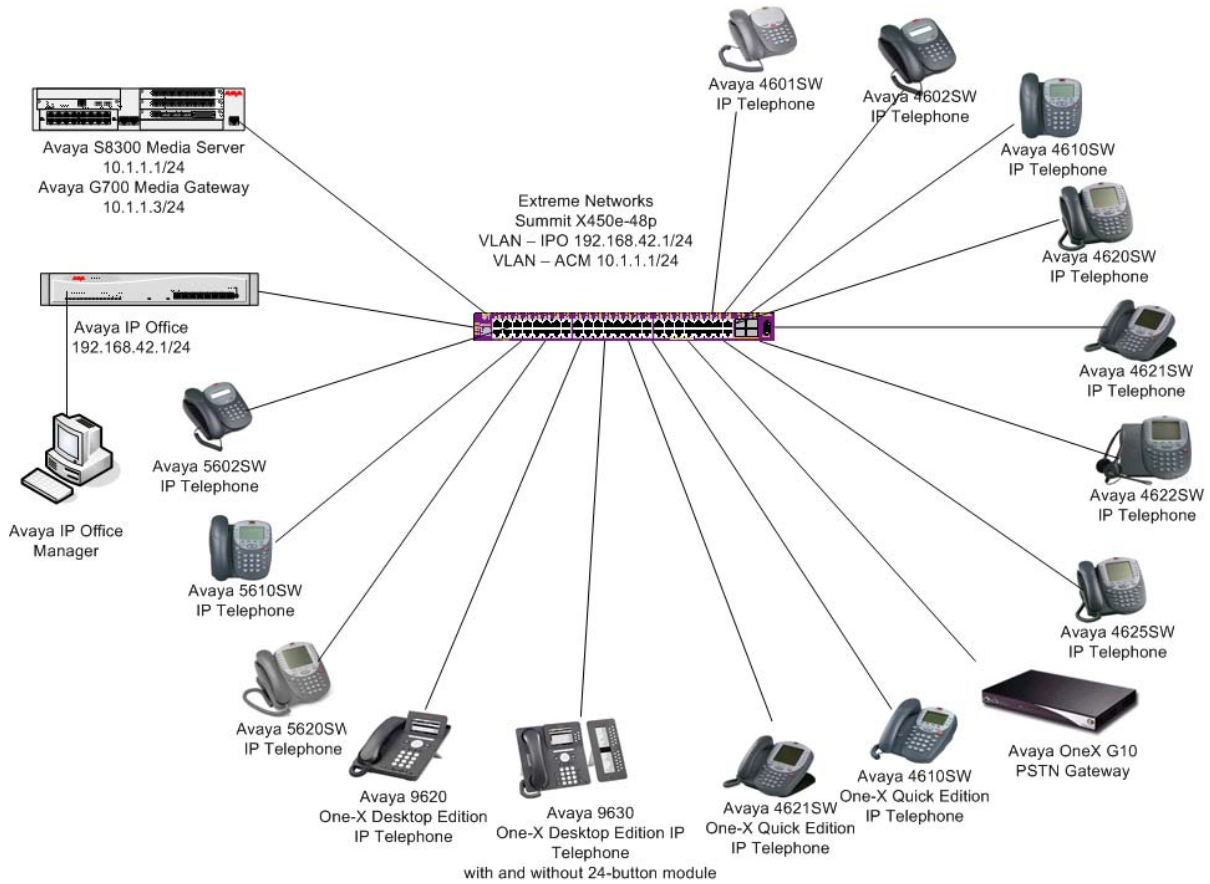 Avaya 4601SW
IP Telephone
Avaya 4602SW
IP Telephone
Avaya 4610SW
IP Telephone
AVAYA
Avaya S8300 Media Server
10.1.1.1/24
Avaya G700 Media Gateway
10.1.1.3/24
Extreme Networks
Summit X450e-48p
VLAN – IPO 192.168.42.1/24
VLAN – ACM 10.1.1.1/24
Avaya 4620SW
IP Telephone
Avaya IP Office
192.168.42.1/24
Avaya 4621SW
IP Telephone
Avaya 5602SW
IP Telephone
Avaya 4622SW
IP Telephone
Avaya IP Office
Manager
Avaya 5610SW
IP Telephone
Avaya 4625SW
IP Telephone
Avaya 5620SW
IP Telephone
Avaya OneX G10
PSTN Gateway
Avaya 9620
One-X Desktop Edition
IP Telephone
Avaya 9630
One-X Desktop Edition IP
Telephone
with and without 24-button module
Avaya 4621SW
One-X Quick Edition
IP Telephone
Avaya 4610SW
One-X Quick Edition
IP Telephone